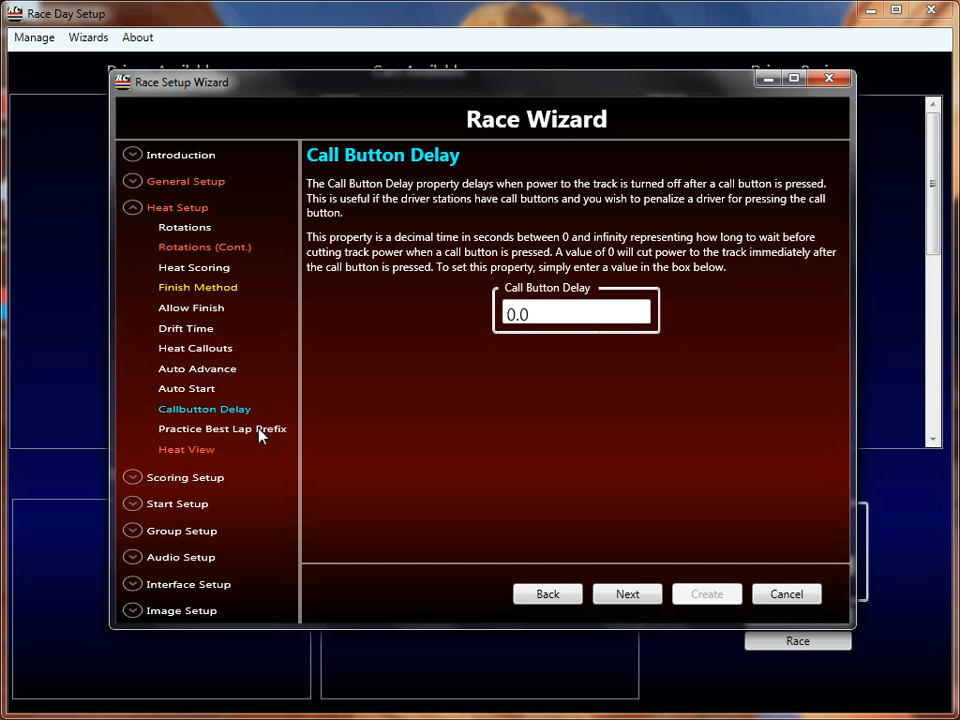 RC
Race Day Setup
Manage Wizards About
RC
Race Setup Wizard
Race Wizard
Introduction
General Setup
Heat Setup
Rotations
Rotations (Cont.)
Heat Scoring
Finish Method
Allow Finish
Drift Time
Heat Callouts
Auto Advance
Auto Start
Callbutton Delay
Practice Best Lap Prefix
Heat View
Scoring Setup
Start Setup
Group Setup
Audio Setup
Interface Setup
Image Setup
Call Button Delay
The Call Button Delay property delays when power to the track is turned off after a call button is pressed.
This is useful if the driver stations have call buttons and you wish to penalize a driver for pressing the call
button.
This property is a decimal time in seconds between 0 and infinity representing how long to wait before
cutting track power when a call button is pressed. A value of 0 will cut power to the track immediately after
the call button is pressed. To set this property, simply enter a value in the box below.
Call Button Delay
0.0
Back Next Create Cancel
Race